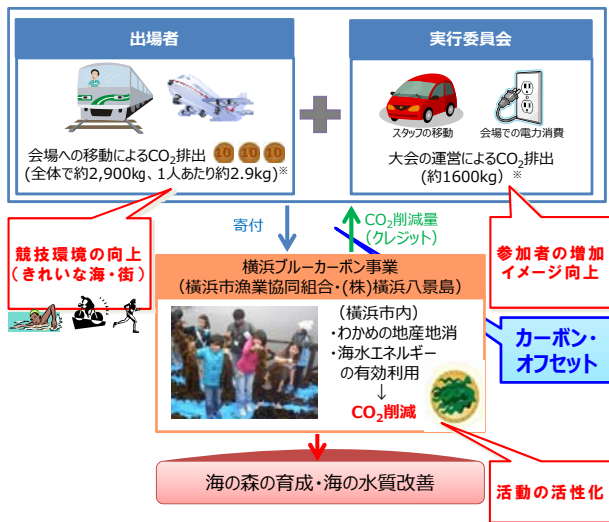 出場者
実行委員会
スタッフの移動
会場での電力消費
会場への移動によるCO₂排出
10 10 10
(全体で約2,900kg、1人あたり約2.9kg)※
大会の運営によるCO₂排出
(約1600kg) ※
寄付
CO₂削減量
(クレジット)
競技環境の向上
(きれいな海・街)
参加者の増加
イメージ向上
横浜ブルーカーボン事業
(横浜市漁業協同組合・(株)横浜八景島)
(横浜市内)
・わかめの地産地消
・海水エネルギー
の有効利用
↓
CO₂削減
カーボン・
オフセット
海の森の育成・海の水質改善
活動の活性化